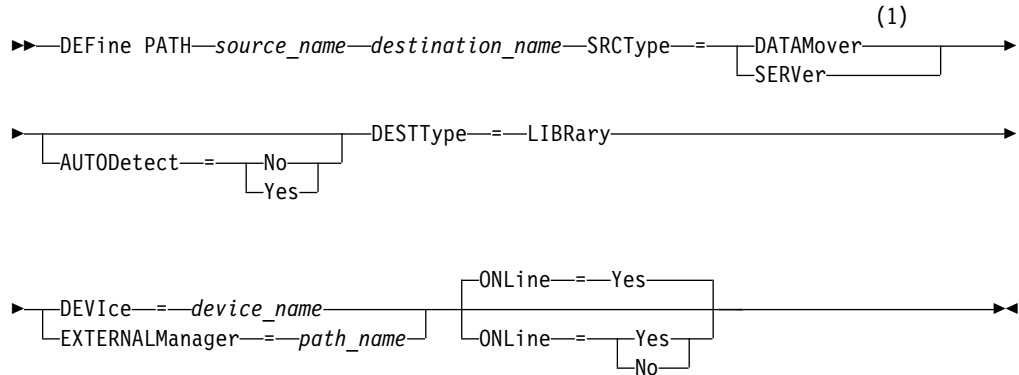 (1)
DEFine PATH source_name destination_name SRCType = DATAMover
SERVer
AUTODetect = No
Yes
DESTType = LIBRary
DEVIce = device_name
EXTERNALManager = path_name
ONLine = Yes
ONLine = Yes
No